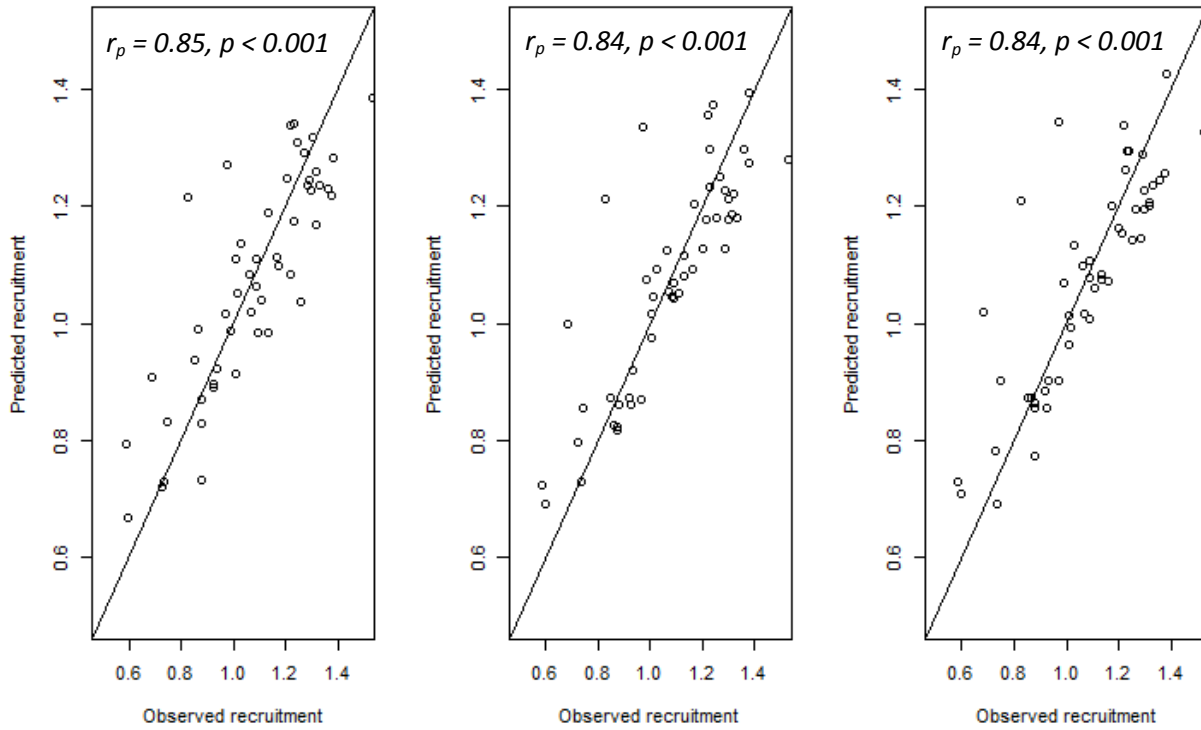 r_p = 0.85, p < 0.001
1.4
1.2
1.0
0.8
0.6
Predicted recruitment
0.6 0.8 1.0 1.2 1.4
Observed recruitment
r_p = 0.84, p < 0.001
1.4
1.2
1.0
0.8
0.6
Predicted recruitment
0.6 0.8 1.0 1.2 1.4
Observed recruitment
r_p = 0.84, p < 0.001
1.4
1.2
1.0
0.8
0.6
Predicted recruitment
0.6 0.8 1.0 1.2 1.4
Observed recruitment